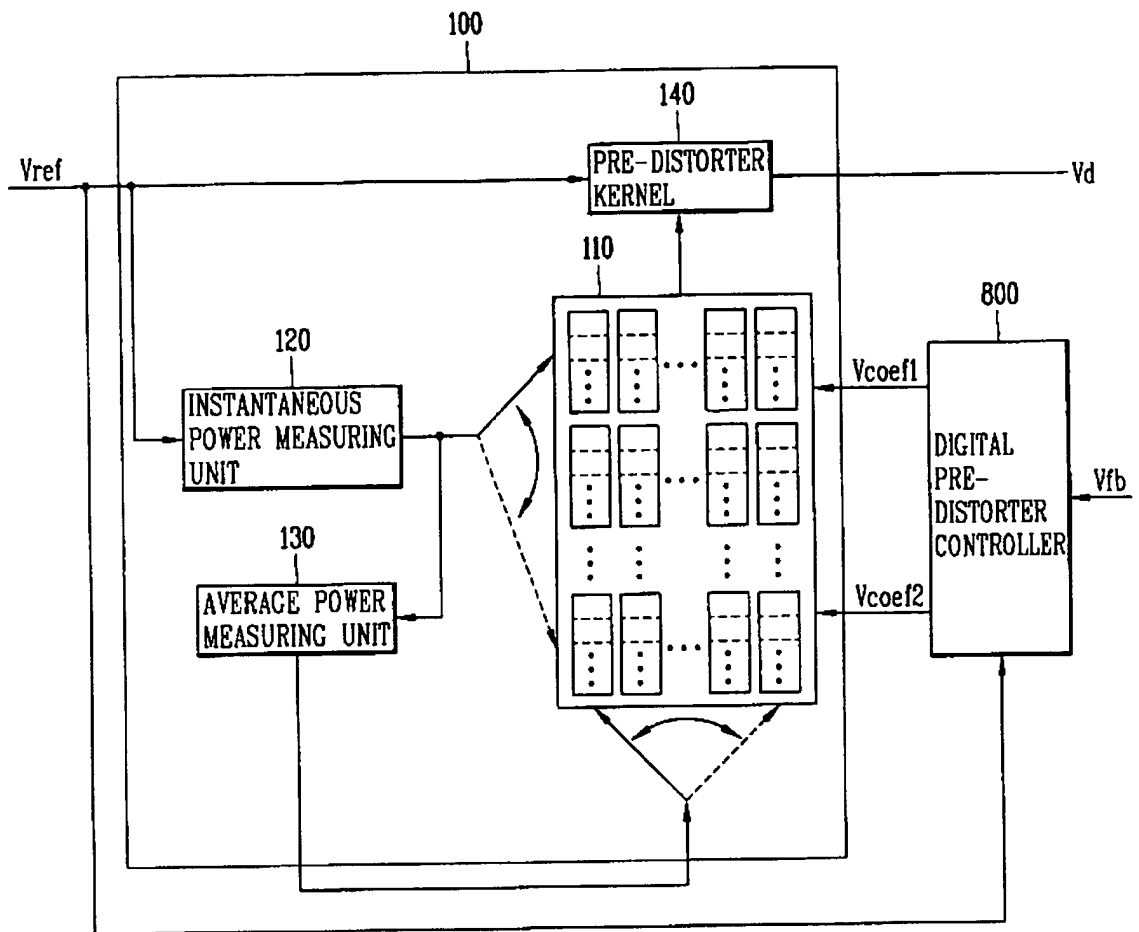 100
140
Vref
PRE-DISTORTER
KERNEL
Vd
110
800
120
Vcoef1
INSTANTANEOUS
POWER MEASURING
UNIT
DIGITAL
PRE-
DISTORTER
CONTROLLER
Vfb
130
AVERAGE POWER
MEASURING UNIT
Vcoef2